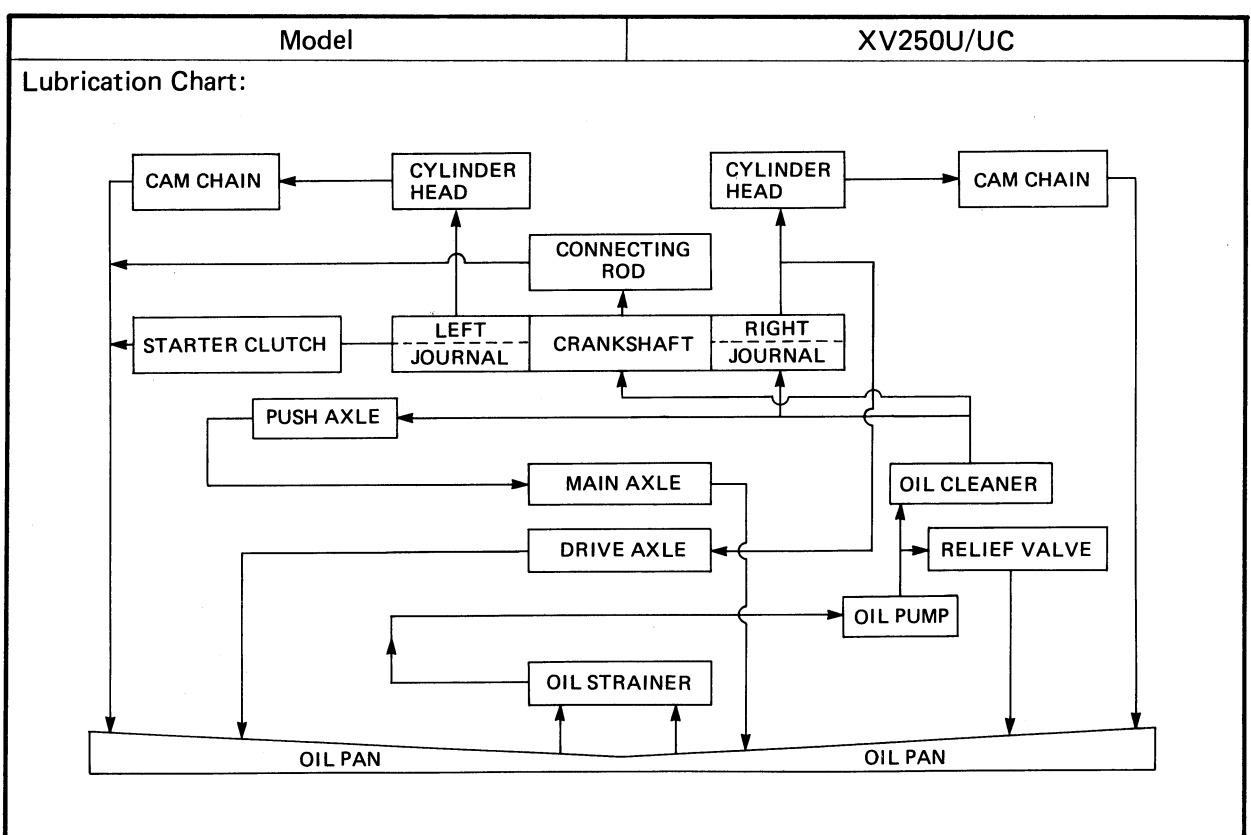 Model
XV250U/UC
Lubrication Chart:
CAM CHAIN
CYLINDER
HEAD
CYLINDER
HEAD
CAM CHAIN
CONNECTING
ROD
STARTER CLUTCH
LEFT
JOURNAL
CRANKSHAFT
RIGHT
JOURNAL
PUSH AXLE
MAIN AXLE
OIL CLEANER
DRIVE AXLE
RELIEF VALVE
OIL PUMP
OIL STRAINER
OIL PAN
OIL PAN